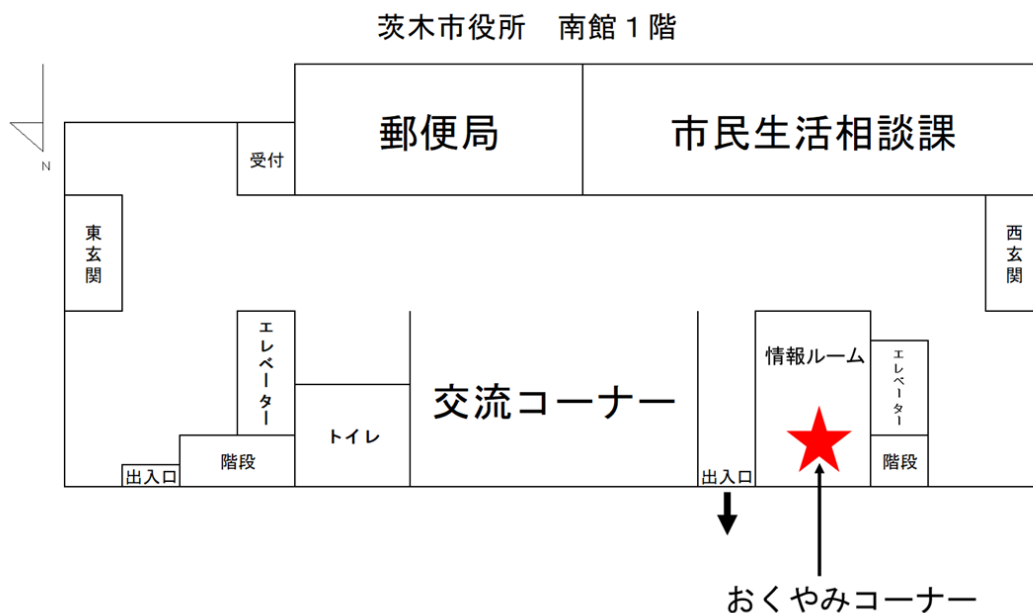 茨木市役所　南館１階
N
郵便局
市民生活相談課
受付
東玄関
西玄関
エレベーター
情報ルーム
エレベーター
交流コーナー
トイレ
階段
階段
出入口
出入口
おくやみコーナー